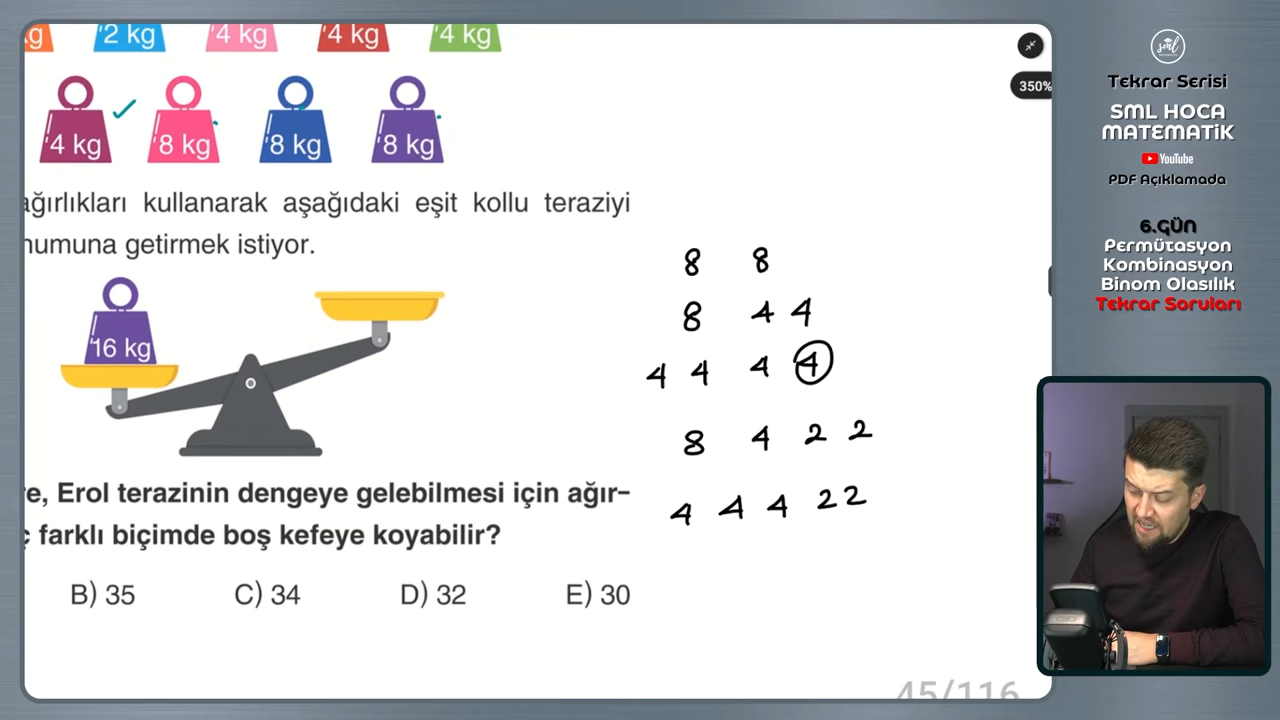 g
2 kg
4 kg
4 kg
4 kg
4 kg
8 kg
8 kg
8 kg
ağırlıkları kullanarak aşağıdaki eşit kollu teraziyi
numuna getirmek istiyor.
16 kg
8 8
8 4 4
4 4 4 4
8 4 2 2
4 4 4 2 2
re, Erol terazinin dengeye gelebilmesi için ağır-
ç farklı biçimde boş kefeye koyabilir?
B) 35 C) 34 D) 32 E) 30
45/116
350%
sml
Tekrar Serisi
SML HOCA
MATEMATİK
YouTube
PDF Açıklamada
6.GÜN
Permütasyon
Kombinasyon
Binom Olasılık
Tekrar Soruları